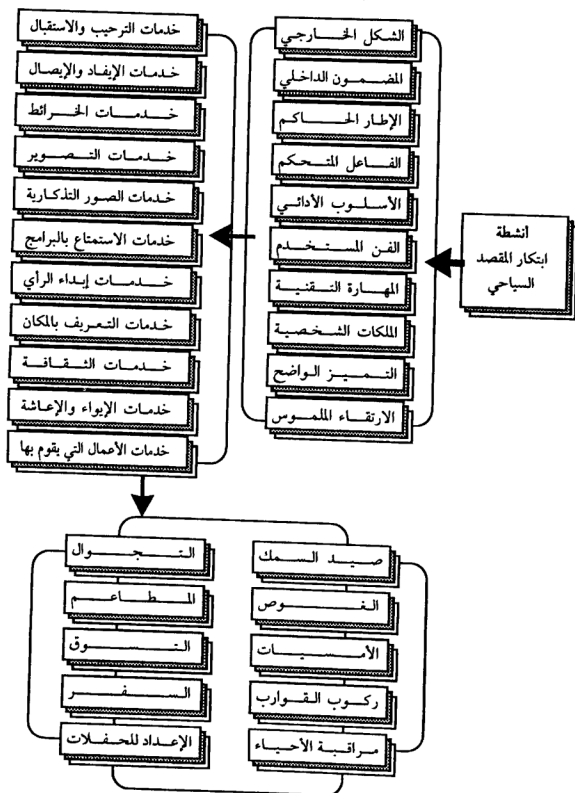 أنشطة
ابتكار المقصد
السياحي
الشكل الخارجي
المضمون الداخلي
الإطار الحاكم
الفاعل المتحكم
الأسلوب الأدائي
الفن المستخدم
المهارة التقنية
الملكات الشخصية
التميز الواضح
الارتقاء الملموس
خدمات الترحيب والاستقبال
خدمات الإيفاد والإيصال
خدمات الخرائط
خدمات التصوير
خدمات الصور التذكارية
خدمات الاستمتاع بالبرامج
خدمات إبداء الرأي
خدمات التعريف بالمكان
خدمات الثقافة
خدمات الإيواء والإعاشة
خدمات الأعمال التي يقوم بها
صيد السمك
الغوص
الأمسيات
ركوب القوارب
مراقبة الأحياء
التجوال
المطاعم
التسوق
السفر
الإعداد للحفلات